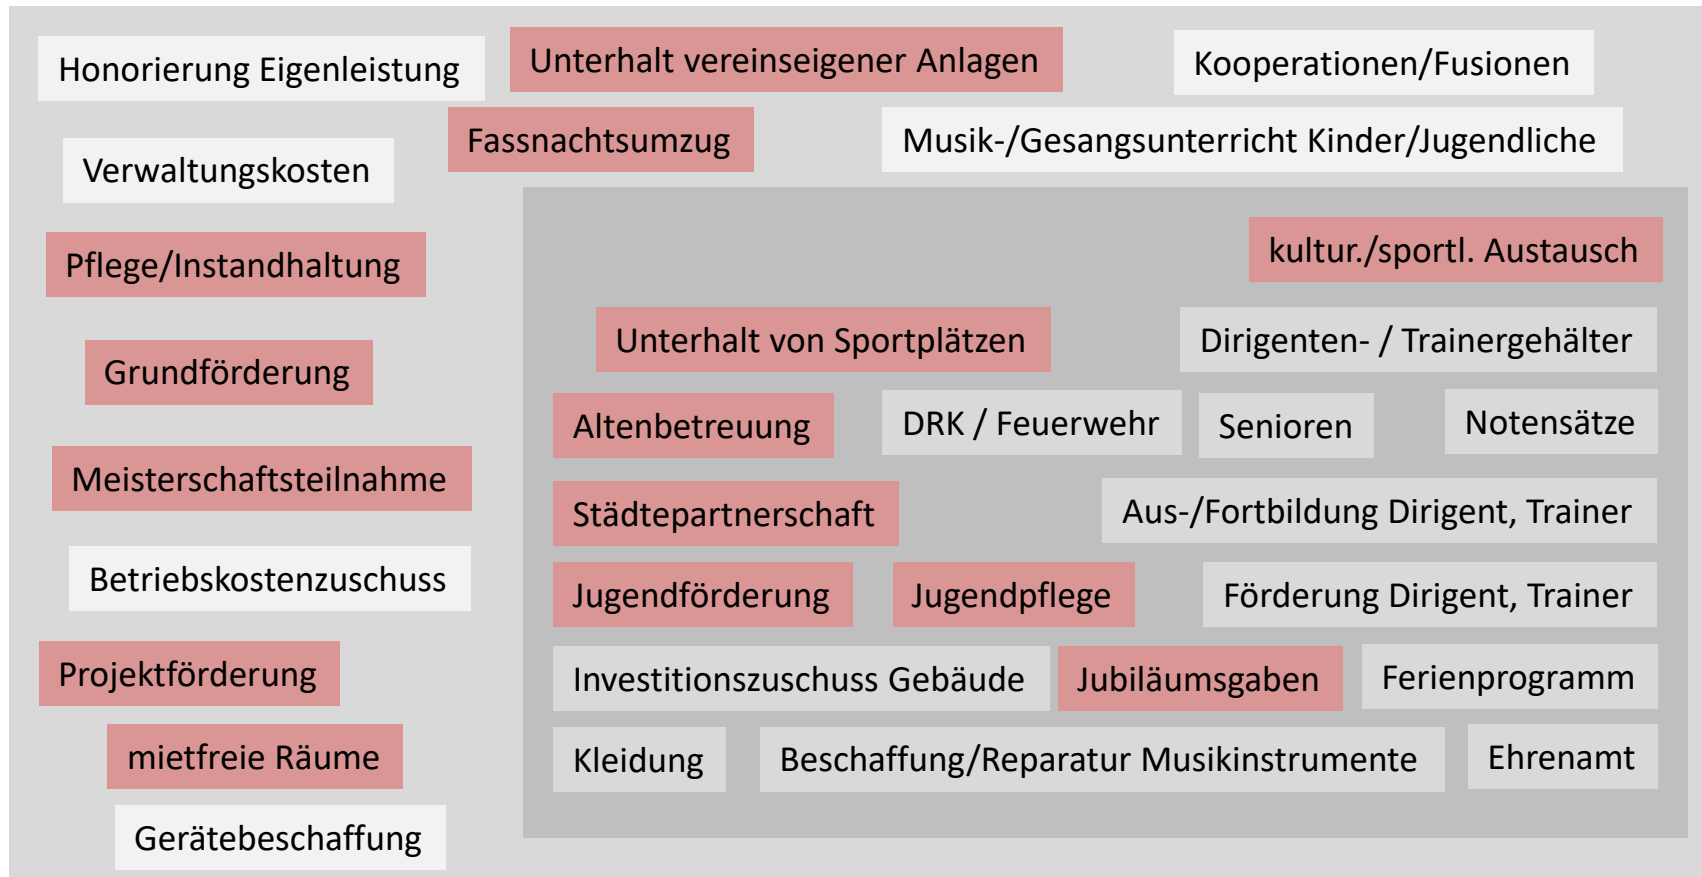 Honorierung Eigenleistung
Unterhalt vereinseigener Anlagen
Kooperationen/Fusionen
Fassnachtsumzug
Musik-/Gesangsunterricht Kinder/Jugendliche
Verwaltungskosten
kultur./sportl. Austausch
Pflege/Instandhaltung
Unterhalt von Sportplätzen
Dirigenten- / Trainergehälter
Grundförderung
Altenbetreuung
DRK / Feuerwehr
Senioren
Notensätze
Meisterschaftsteilnahme
Städtepartnerschaft
Aus-/Fortbildung Dirigent, Trainer
Betriebskostenzuschuss
Jugendförderung
Jugendpflege
Förderung Dirigent, Trainer
Projektförderung
Investitionszuschuss Gebäude
Jubiläumsgaben
Ferienprogramm
mietfreie Räume
Kleidung
Beschaffung/Reparatur Musikinstrumente
Ehrenamt
Gerätebeschaffung